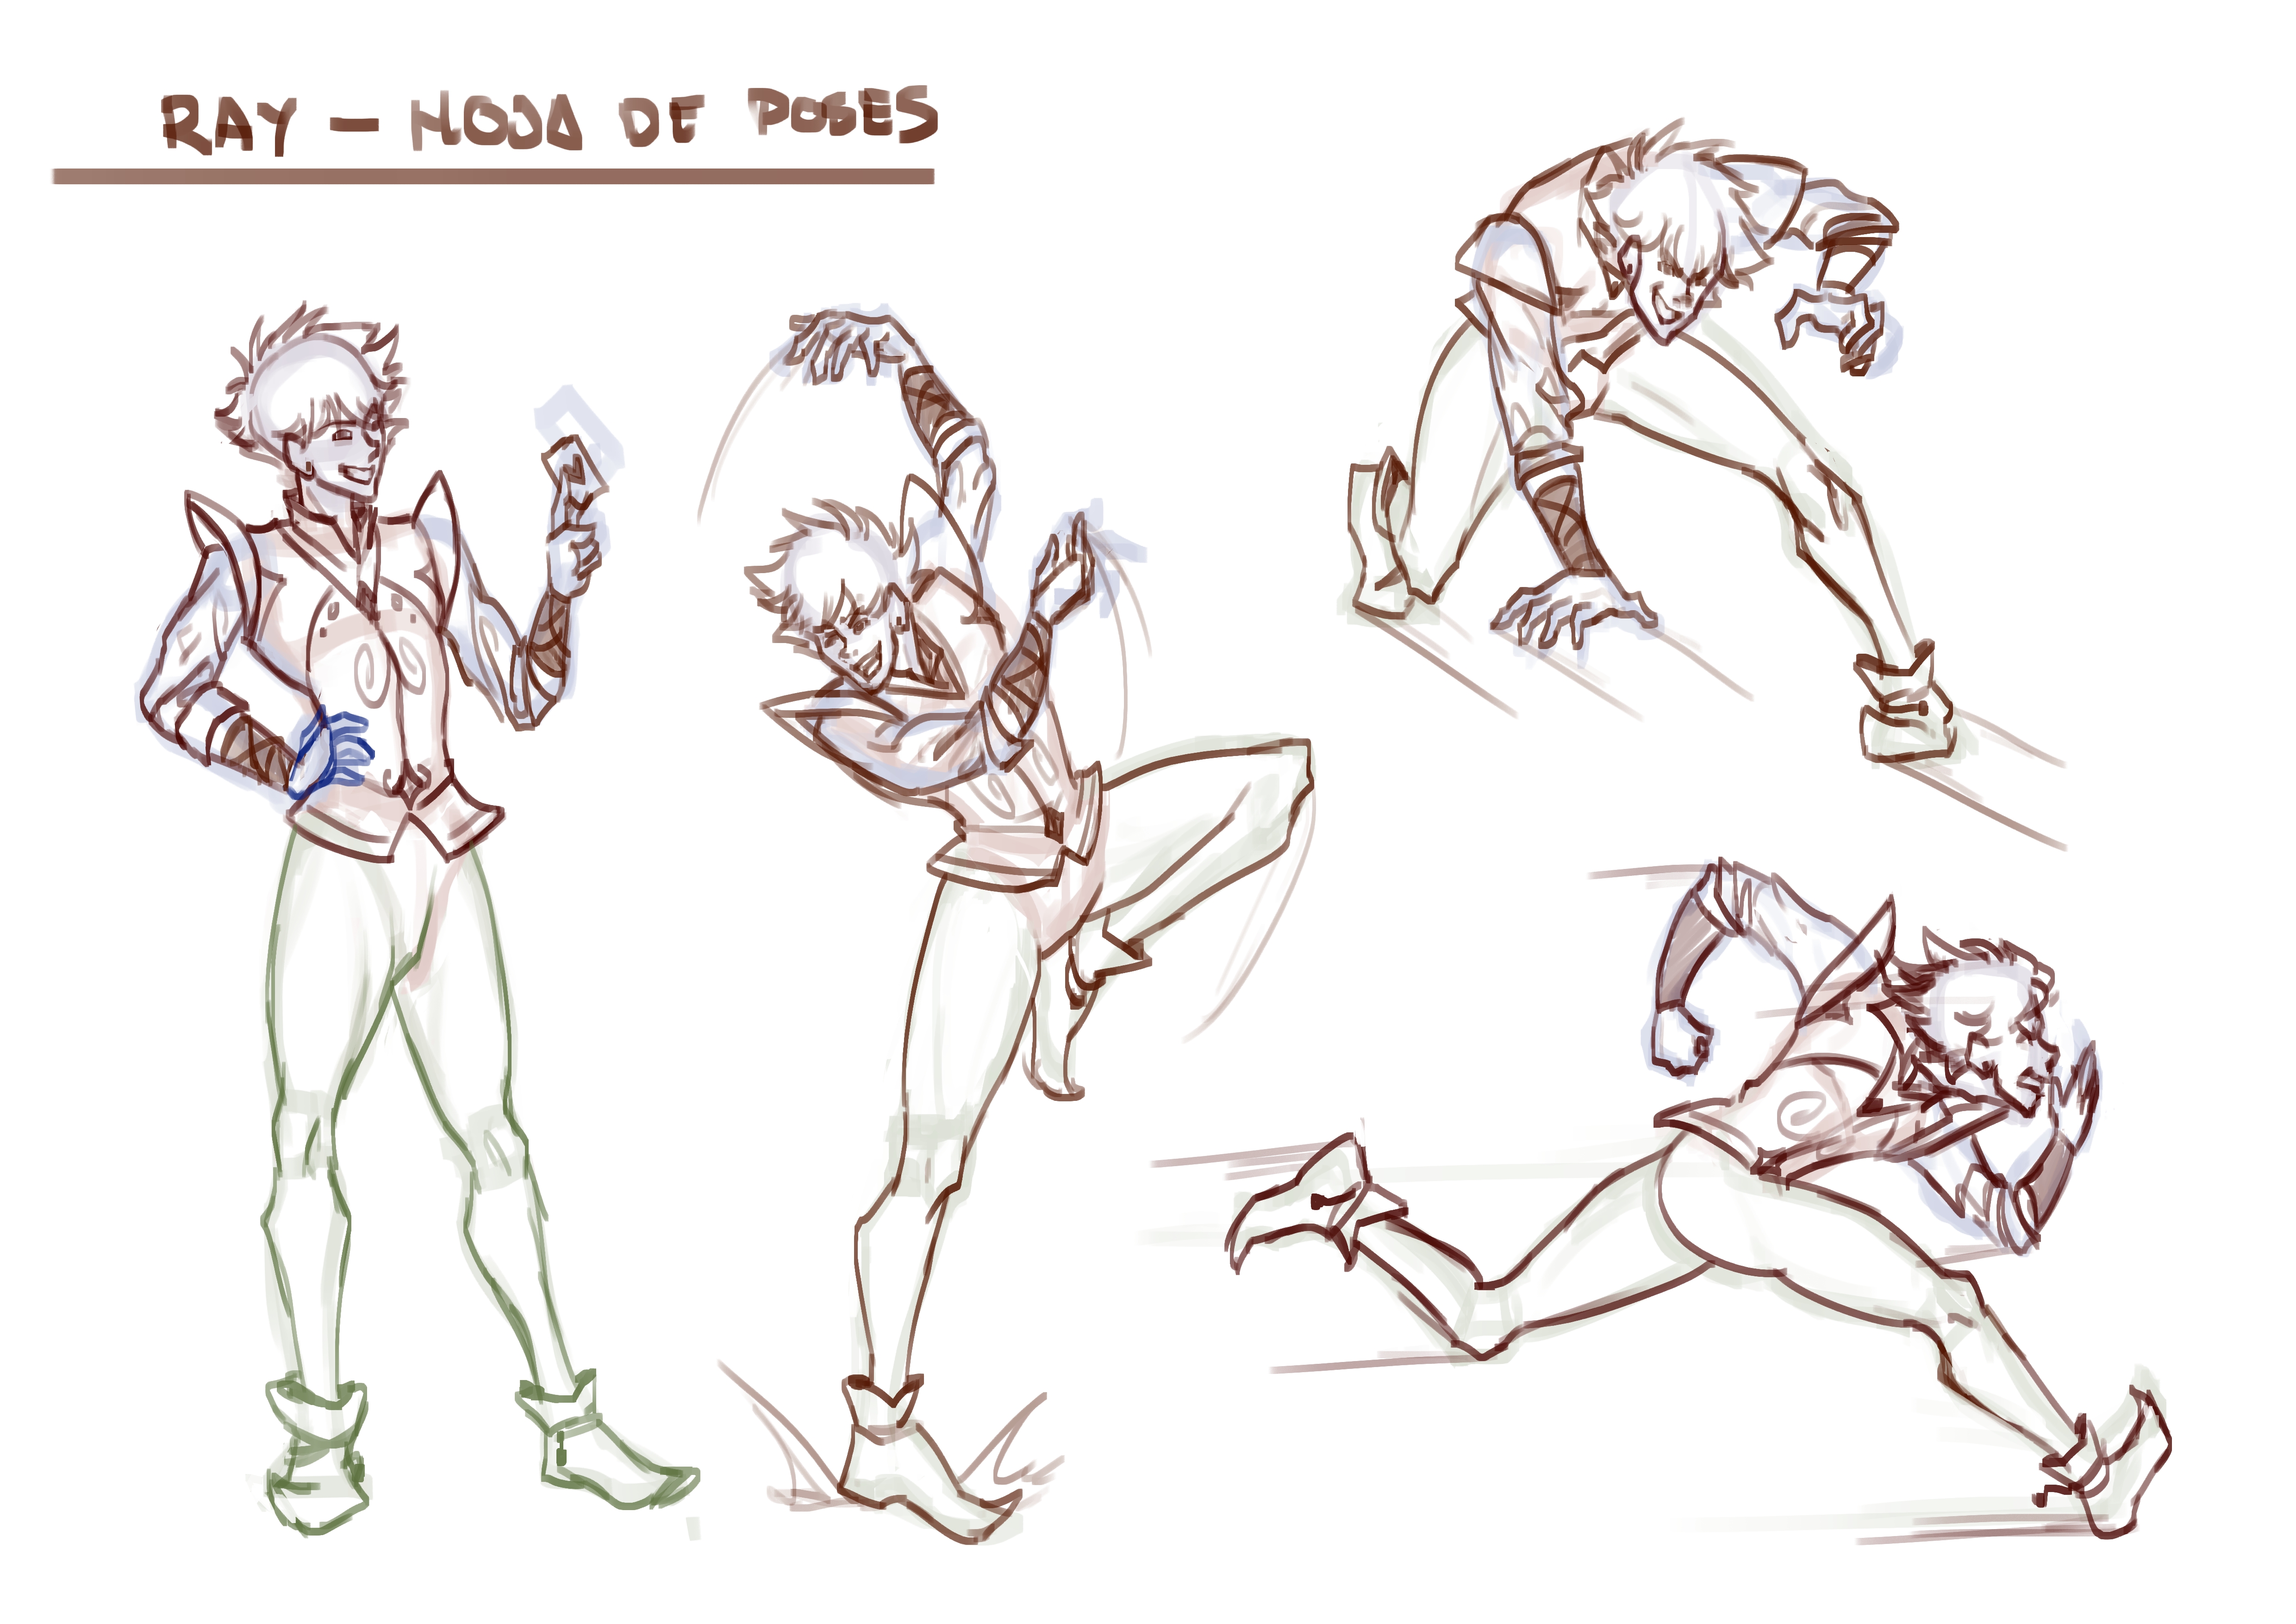 RAY - HOJA DE POSES